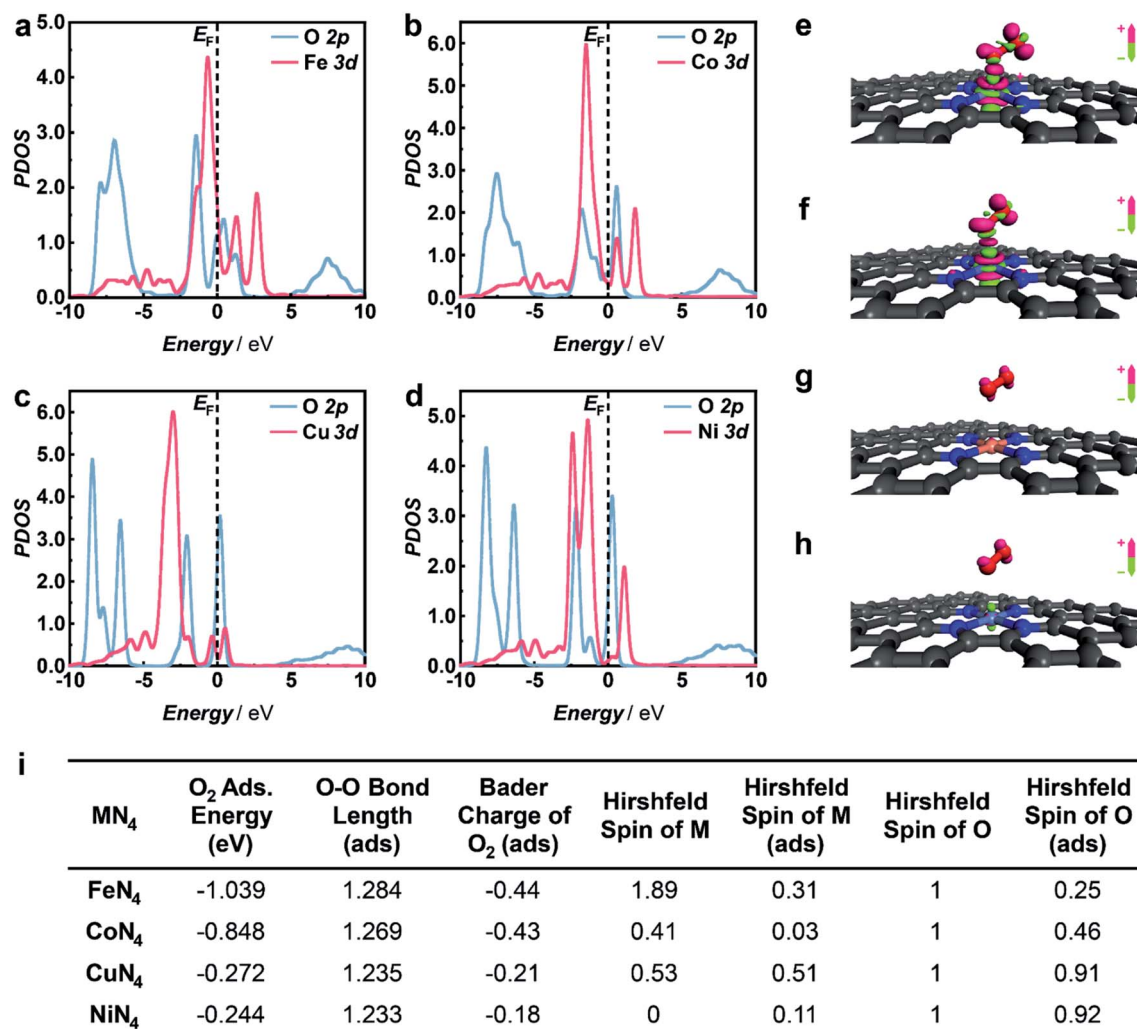 a
E_F
O 2p
Fe 3d
5.0
4.0
3.0
2.0
1.0
0.0
PDOS
-10 -5 0 5 10
Energy / eV
b
E_F
O 2p
Co 3d
6.0
5.0
4.0
3.0
2.0
1.0
0.0
PDOS
-10 -5 0 5 10
Energy / eV
c
E_F
O 2p
Cu 3d
6.0
5.0
4.0
3.0
2.0
1.0
0.0
PDOS
-10 -5 0 5 10
Energy / eV
d
E_F
O 2p
Ni 3d
5.0
4.0
3.0
2.0
1.0
0.0
PDOS
-10 -5 0 5 10
Energy / eV
e
+
−
f
+
−
g
+
−
h
+
−
i
MN₄ O₂ Ads. Energy (eV) O-O Bond Length (ads) Bader Charge of O₂ (ads) Hirshfeld Spin of M Hirshfeld Spin of M (ads) Hirshfeld Spin of O Hirshfeld Spin of O (ads)
FeN₄ -1.039 1.284 -0.44 1.89 0.31 1 0.25
CoN₄ -0.848 1.269 -0.43 0.41 0.03 1 0.46
CuN₄ -0.272 1.235 -0.21 0.53 0.51 1 0.91
NiN₄ -0.244 1.233 -0.18 0 0.11 1 0.92